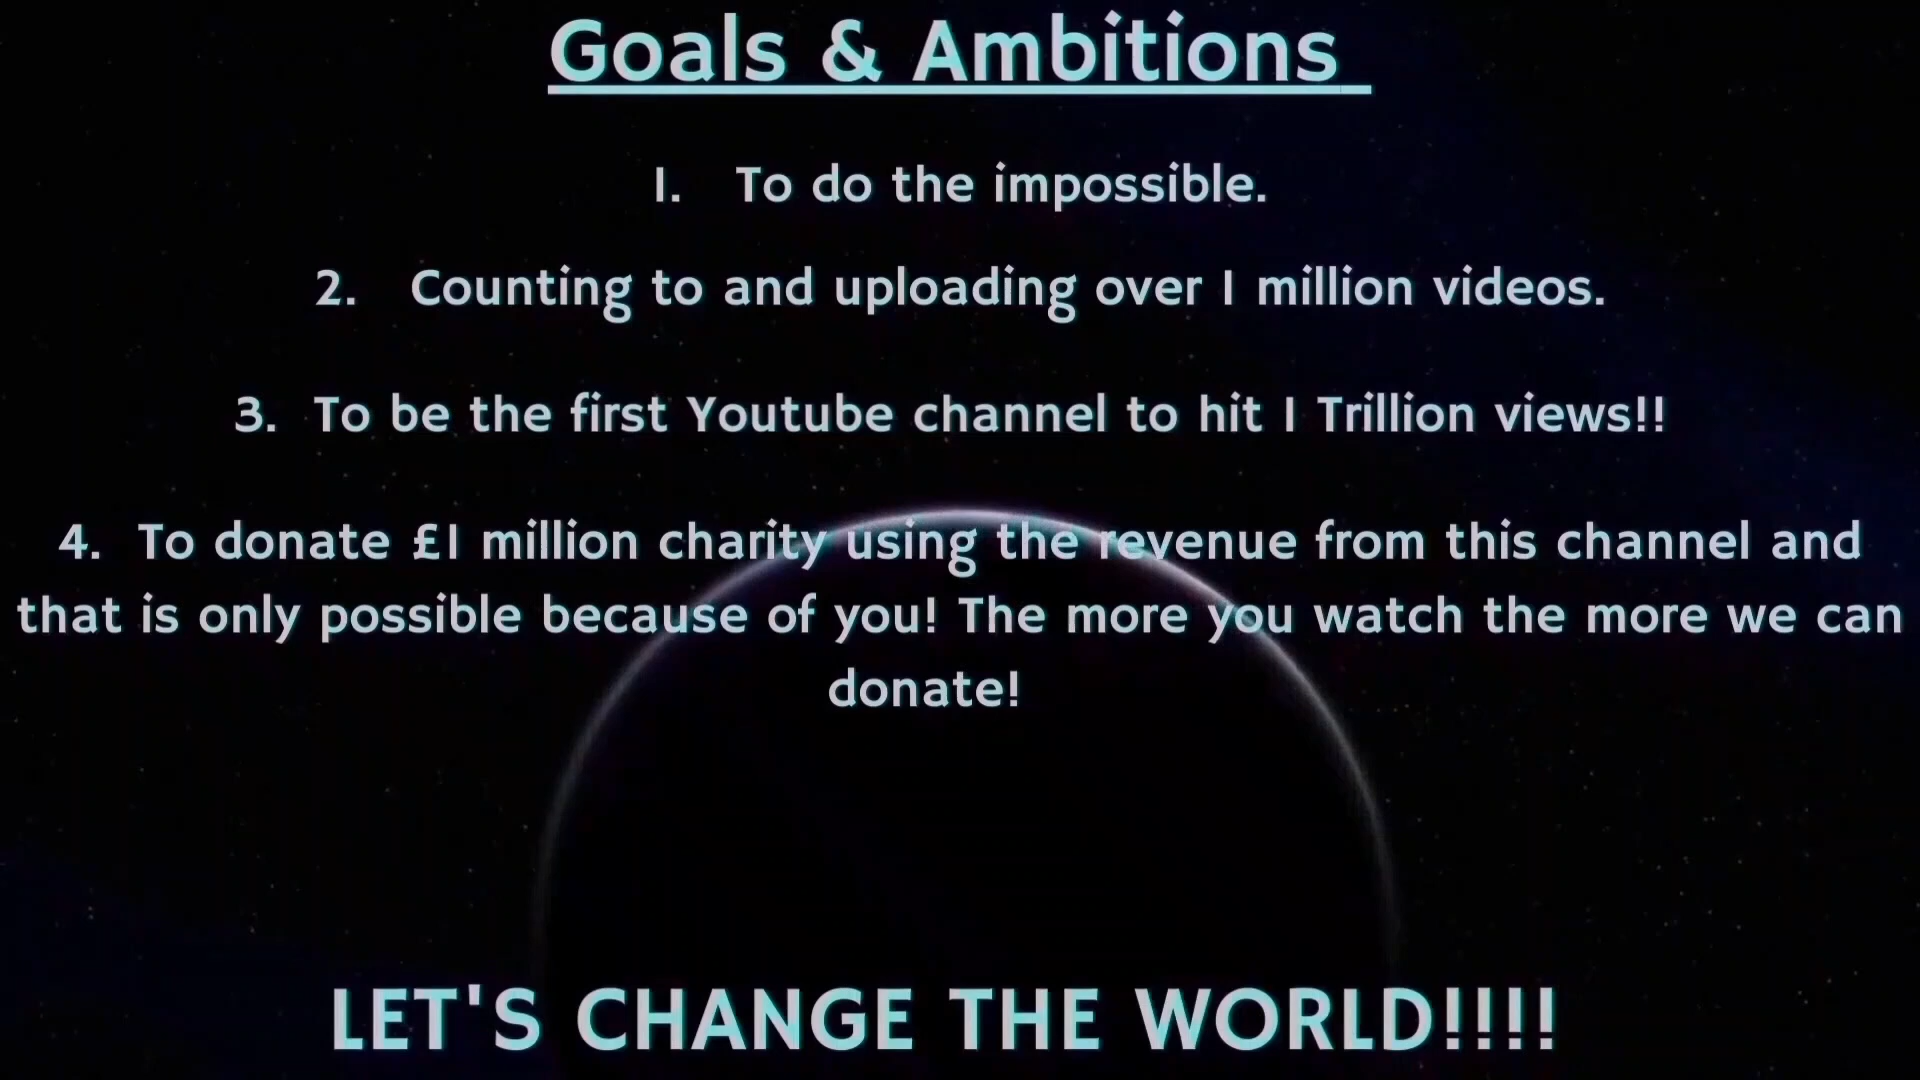 Goals & Ambitions
1. To do the impossible.
2. Counting to and uploading over 1 million videos.
3. To be the first Youtube channel to hit 1 Trillion views!!
4. To donate £1 million charity using the revenue from this channel and
that is only possible because of you! The more you watch the more we can
donate!
LET'S CHANGE THE WORLD!!!!